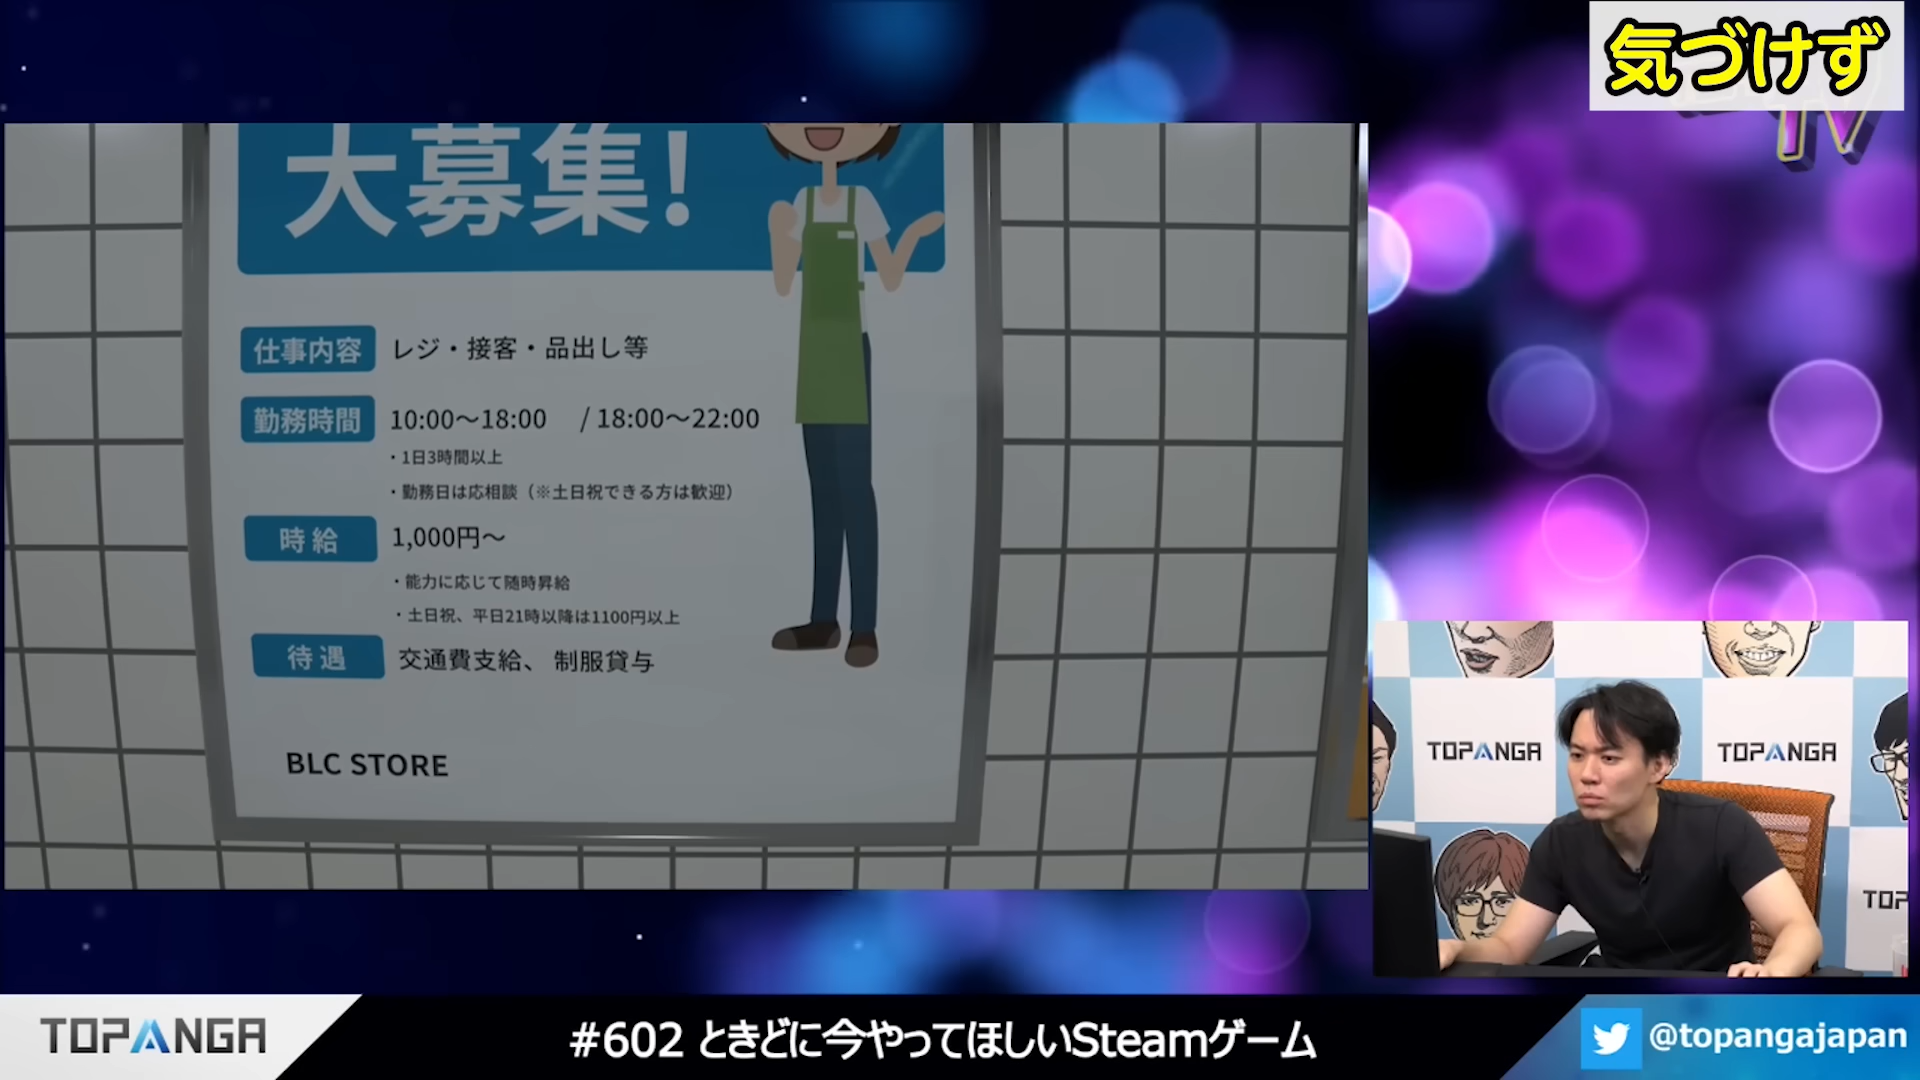 気づけず
TV
大募集!
仕事内容 レジ・接客・品出し等
勤務時間 10:00〜18:00 / 18:00〜22:00
・1日3時間以上
・勤務日は応相談（※土日祝できる方は歓迎）
時給 1,000円〜
・能力に応じて随時昇給
・土日祝、平日21時以降は1100円以上
待遇 交通費支給、制服貸与
BLC STORE
TOPANGA TOPANGA
TOP
TOPANGA
#602 ときどに今やってほしいSteamゲーム
@topangajapan